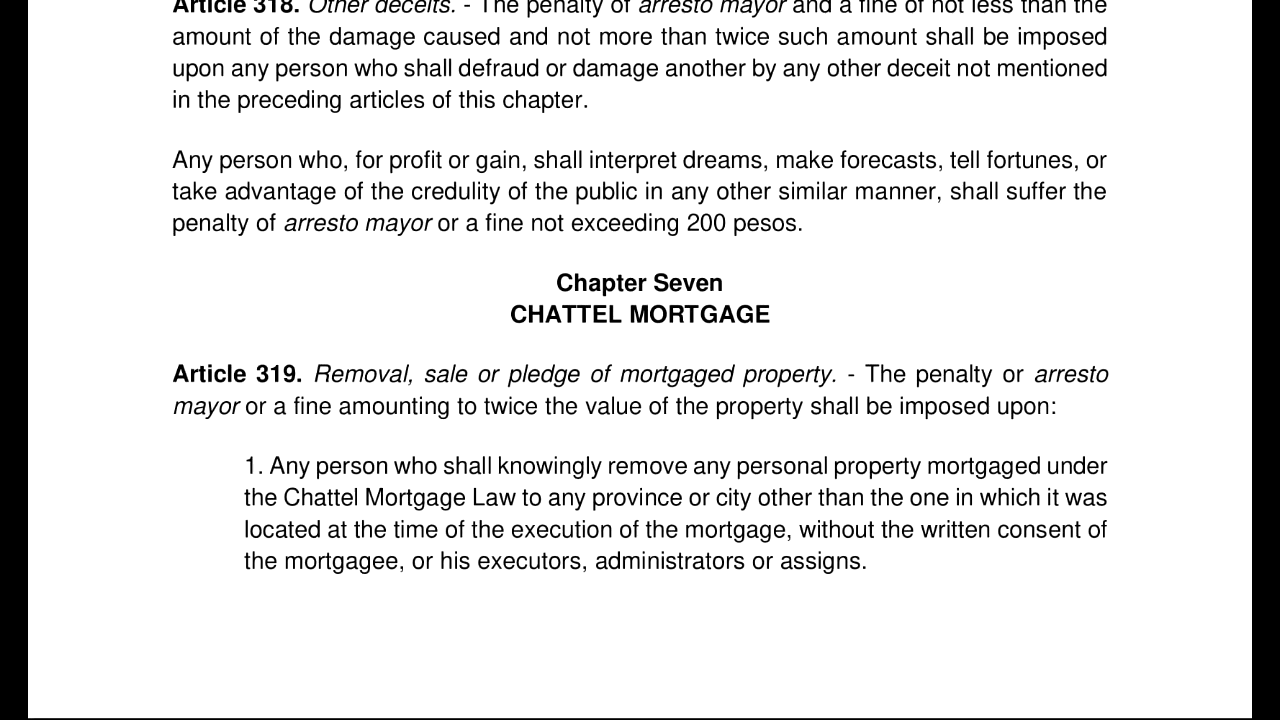 Article 318. Other deceits. - The penalty of arresto mayor and a fine of not less than the
amount of the damage caused and not more than twice such amount shall be imposed
upon any person who shall defraud or damage another by any other deceit not mentioned
in the preceding articles of this chapter.
Any person who, for profit or gain, shall interpret dreams, make forecasts, tell fortunes, or
take advantage of the credulity of the public in any other similar manner, shall suffer the
penalty of arresto mayor or a fine not exceeding 200 pesos.
Chapter Seven
CHATTEL MORTGAGE
Article 319. Removal, sale or pledge of mortgaged property. - The penalty or arresto
mayor or a fine amounting to twice the value of the property shall be imposed upon:
1. Any person who shall knowingly remove any personal property mortgaged under
the Chattel Mortgage Law to any province or city other than the one in which it was
located at the time of the execution of the mortgage, without the written consent of
the mortgagee, or his executors, administrators or assigns.